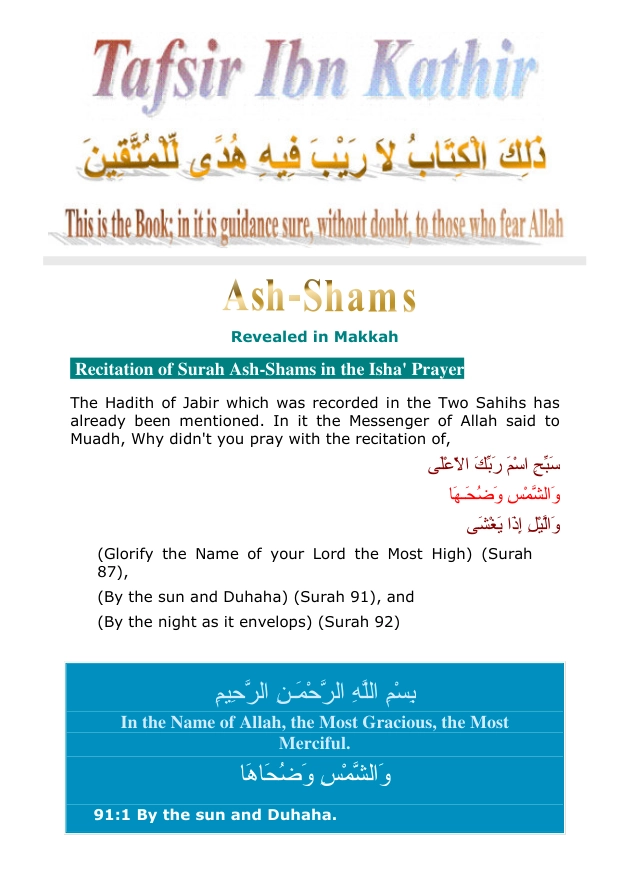 Tafsir Ibn Kathir
ذَلِكَ الْكِتَابُ لاَ رَيْبَ فِيهِ هُدًى لِّلْمُتَّقِينَ
This is the Book; in it is guidance sure, without doubt, to those who fear Allah
Ash-Shams
Revealed in Makkah
Recitation of Surah Ash-Shams in the Isha' Prayer
The Hadith of Jabir which was recorded in the Two Sahihs has
already been mentioned. In it the Messenger of Allah said to
Muadh, Why didn't you pray with the recitation of,
سَبِّحِ اسْمَ رَبِّكَ الاٌّعْلَى
وَالشَّمْسِ وَضُحَـهَا
وَالَّيْلِ إِذَا يَغْشَى
(Glorify the Name of your Lord the Most High) (Surah
87),
(By the sun and Duhaha) (Surah 91), and
(By the night as it envelops) (Surah 92)
بِسْمِ اللَّهِ الرَّحْمَـنِ الرَّحِيمِ
In the Name of Allah, the Most Gracious, the Most
Merciful.
وَالشَّمْسِ وَضُحَاهَا
91:1 By the sun and Duhaha.